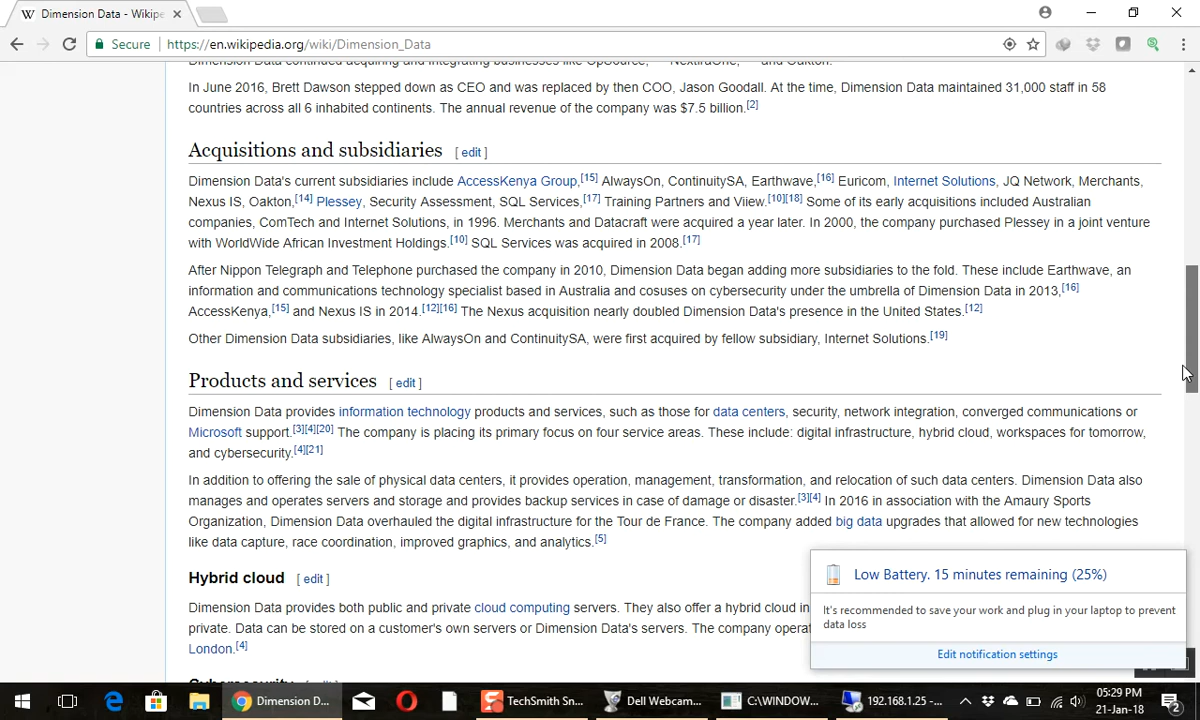 Dimension Data - Wikipe
Secure https://en.wikipedia.org/wiki/Dimension_Data
Dimension Data continued acquiring and integrating businesses like OpSource, NextiraOne, and Oakton.
In June 2016, Brett Dawson stepped down as CEO and was replaced by then COO, Jason Goodall. At the time, Dimension Data maintained 31,000 staff in 58
countries across all 6 inhabited continents. The annual revenue of the company was $7.5 billion.[2]
Acquisitions and subsidiaries [ edit ]
Dimension Data's current subsidiaries include AccessKenya Group,[15] AlwaysOn, ContinuitySA, Earthwave,[16] Euricom, Internet Solutions, JQ Network, Merchants,
Nexus IS, Oakton,[14] Plessey, Security Assessment, SQL Services,[17] Training Partners and Viiew.[10][18] Some of its early acquisitions included Australian
companies, ComTech and Internet Solutions, in 1996. Merchants and Datacraft were acquired a year later. In 2000, the company purchased Plessey in a joint venture
with WorldWide African Investment Holdings.[10] SQL Services was acquired in 2008.[17]
After Nippon Telegraph and Telephone purchased the company in 2010, Dimension Data began adding more subsidiaries to the fold. These include Earthwave, an
information and communications technology specialist based in Australia and cosuses on cybersecurity under the umbrella of Dimension Data in 2013,[16]
AccessKenya,[15] and Nexus IS in 2014.[12][16] The Nexus acquisition nearly doubled Dimension Data's presence in the United States.[12]
Other Dimension Data subsidiaries, like AlwaysOn and ContinuitySA, were first acquired by fellow subsidiary, Internet Solutions.[19]
Products and services [ edit ]
Dimension Data provides information technology products and services, such as those for data centers, security, network integration, converged communications or
Microsoft support.[3][4][20] The company is placing its primary focus on four service areas. These include: digital infrastructure, hybrid cloud, workspaces for tomorrow,
and cybersecurity.[4][21]
In addition to offering the sale of physical data centers, it provides operation, management, transformation, and relocation of such data centers. Dimension Data also
manages and operates servers and storage and provides backup services in case of damage or disaster.[3][4] In 2016 in association with the Amaury Sports
Organization, Dimension Data overhauled the digital infrastructure for the Tour de France. The company added big data upgrades that allowed for new technologies
like data capture, race coordination, improved graphics, and analytics.[5]
Hybrid cloud [ edit ]
Dimension Data provides both public and private cloud computing servers. They also offer a hybrid cloud in
private. Data can be stored on a customer's own servers or Dimension Data's servers. The company operat
London.[4]
Cybersecurity [ edit ]
Low Battery. 15 minutes remaining (25%)
It's recommended to save your work and plug in your laptop to prevent
data loss
Edit notification settings
Dimension D...
TechSmith Sn...
Dell Webcam...
C:\WINDOW...
192.168.1.25 -...
05:29 PM
21-Jan-18
2